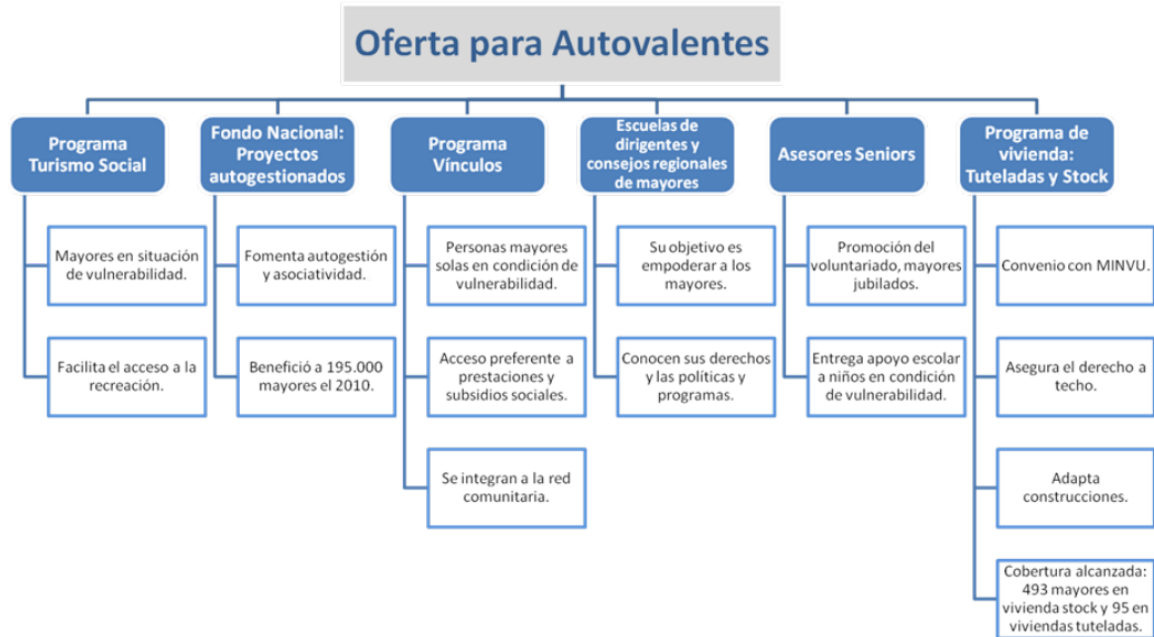 Oferta para Autovalentes
Programa
Turismo Social
Mayores en situación
de vulnerabilidad.
Facilita el acceso a la
recreación.
Fondo Nacional:
Proyectos
autogestionados
Fomenta autogestión
y asociatividad.
Benefició a 195.000
mayores el 2010.
Programa
Vínculos
Personas mayores
solas en condición de
vulnerabilidad.
Acceso preferente a
prestaciones y
subsidios sociales.
Se integran a la red
comunitaria.
Escuelas de
dirigentes y
consejos regionales
de mayores
Su objetivo es
empoderar a los
mayores.
Conocen sus derechos
y las políticas y
programas.
Asesores Seniors
Promoción del
voluntariado, mayores
jubilados.
Entrega apoyo escolar
a niños en condición
de vulnerabilidad.
Programa de
vivienda:
Tuteladas y Stock
Convenio con MINVU.
Asegura el derecho a
techo.
Adapta
construcciones.
Cobertura alcanzada:
493 mayores en
vivienda stock y 95 en
viviendas tuteladas.